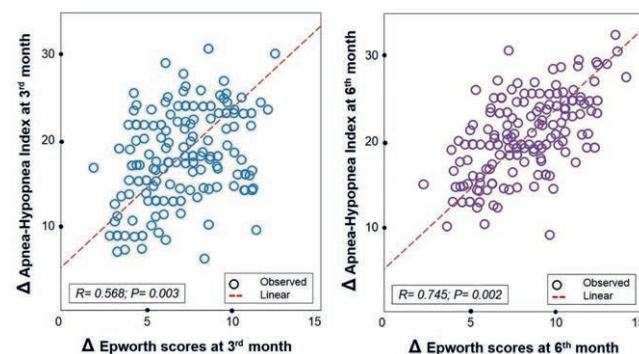 Δ Apnea-Hypopnea Index at 3rd month
30
20
10
R= 0.568; P= 0.003
Observed
Linear
0
5
10
15
Δ Epworth scores at 3rd month
Δ Apnea-Hypopnea Index at 6th month
30
20
10
R= 0.745; P= 0.002
Observed
Linear
0
5
10
15
Δ Epworth scores at 6th month